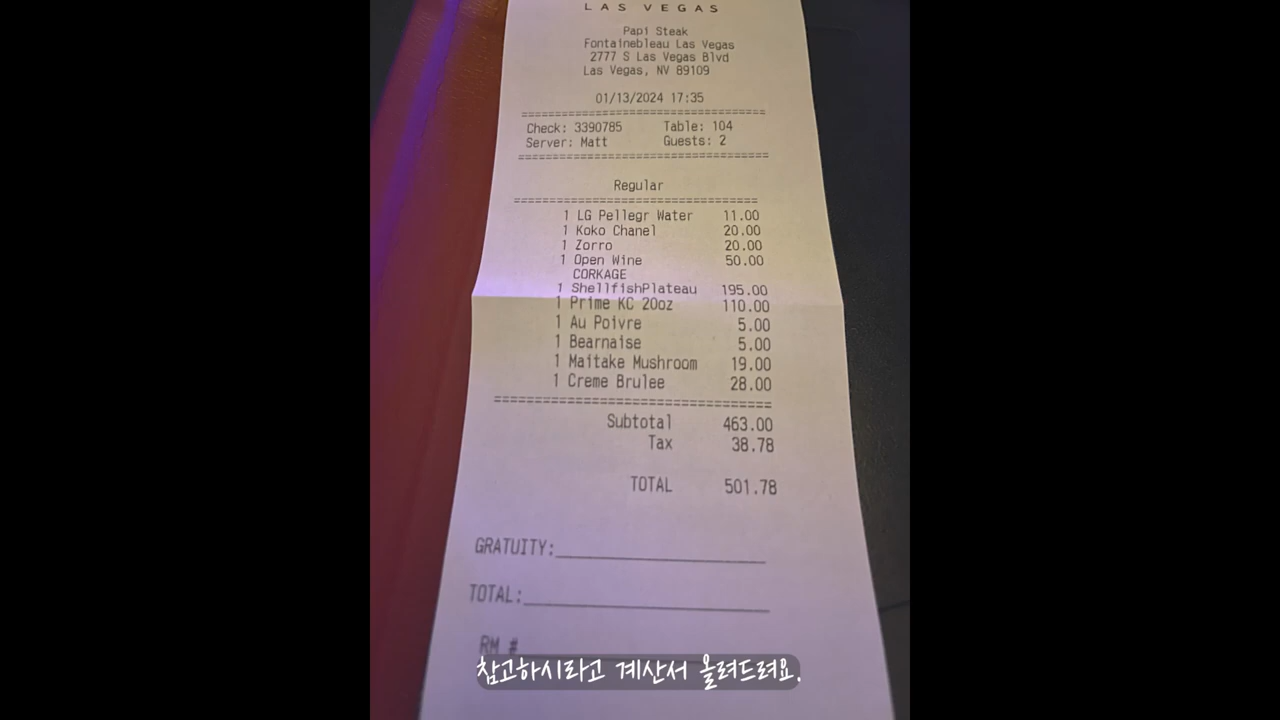 LAS VEGAS
Papi Steak
Fontainebleau Las Vegas
2777 S Las Vegas Blvd
Las Vegas, NV 89109
01/13/2024 17:35
================================
Check: 3390785 Table: 104
Server: Matt Guests: 2
================================
Regular
================================
1 LG Pellegr Water 11.00
1 Koko Chanel 20.00
1 Zorro 20.00
1 Open Wine 50.00
CORKAGE
1 ShellfishPlateau 195.00
1 Prime KC 20oz 110.00
1 Au Poivre 5.00
1 Bearnaise 5.00
1 Maitake Mushroom 19.00
1 Creme Brulee 28.00
================================
Subtotal 463.00
Tax 38.78
TOTAL 501.78
GRATUITY:
TOTAL:
RM #
참고하시라고 계산서 올려드려요.